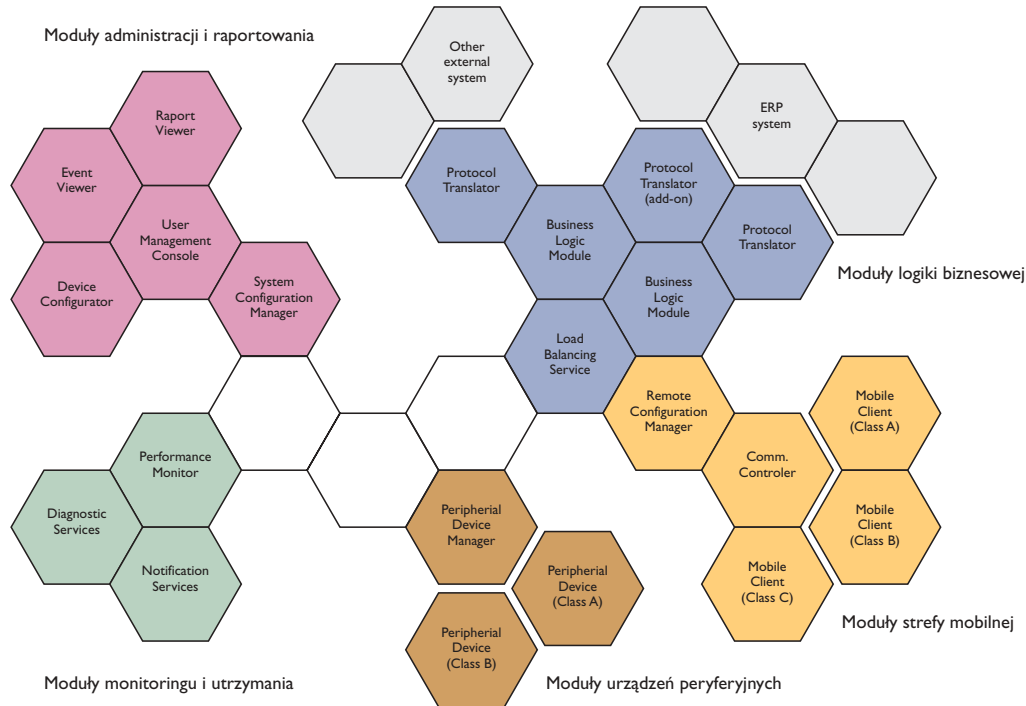 Moduły administracji i raportowania
Raport
Viewer
Event
Viewer
User
Management
Console
Device
Configurator
System
Configuration
Manager
Other
external
system
ERP
system
Protocol
Translator
Protocol
Translator
(add-on)
Business
Logic
Module
Protocol
Translator
Business
Logic
Module
Load
Balancing
Service
Moduły logiki biznesowej
Remote
Configuration
Manager
Mobile
Client
(Class A)
Comm.
Controler
Mobile
Client
(Class B)
Mobile
Client
(Class C)
Moduły strefy mobilnej
Performance
Monitor
Diagnostic
Services
Notification
Services
Moduły monitoringu i utrzymania
Peripherial
Device
Manager
Peripherial
Device
(Class A)
Peripherial
Device
(Class B)
Moduły urządzeń peryferyjnych